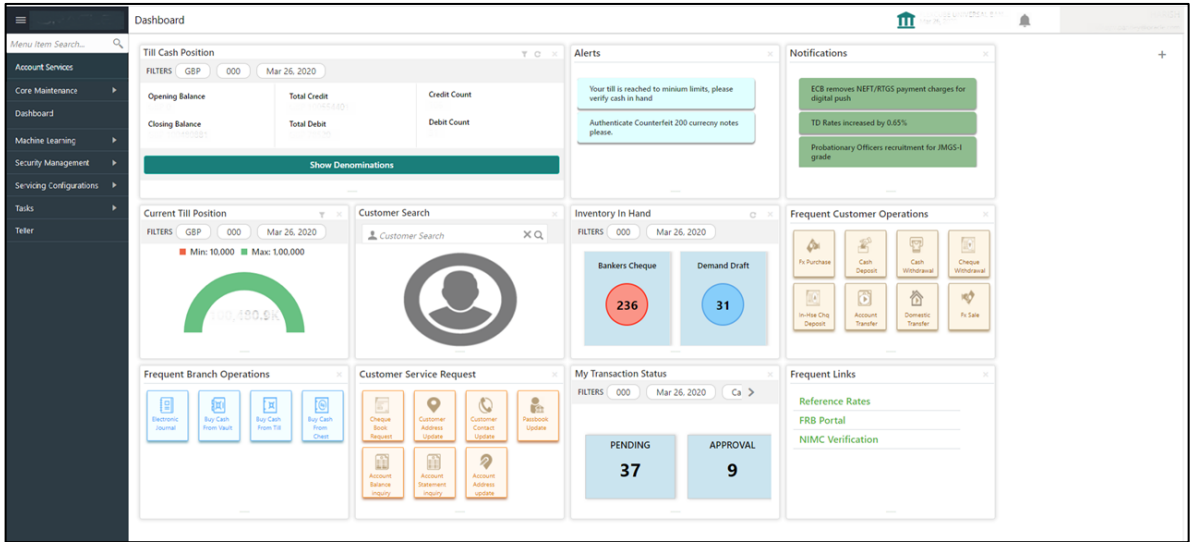 Dashboard
Menu Item Search...
Account Services
Core Maintenance
Dashboard
Machine Learning
Security Management
Servicing Configurations
Tasks
Teller
Till Cash Position
FILTERS GBP 000 Mar 26, 2020
Opening Balance Total Credit Credit Count
Closing Balance Total Debit Debit Count
Show Denominations
Alerts
Your till is reached to minium limits, please
verify cash in hand
Authenticate Counterfeit 200 currecny notes
please.
Notifications
ECB removes NEFT/RTGS payment charges for
digital push
TD Rates increased by 0.65%
Probationary Officers recruitment for JMGS-I
grade
Current Till Position
FILTERS GBP 000 Mar 26, 2020
Min: 10,000 Max: 1,00,000
Customer Search
Customer Search
Inventory In Hand
FILTERS 000 Mar 26, 2020
Bankers Cheque Demand Draft
236 31
Frequent Customer Operations
Fx Purchase
Cash
Deposit
Cash
Withdrawal
Cheque
Withdrawal
In-Hse Chq
Deposit
Account
Transfer
Domestic
Transfer
Fx Sale
Frequent Branch Operations
Electronic
Journal
Buy Cash
From Vault
Buy Cash
From Till
Buy Cash
From
Chest
Customer Service Request
Cheque
Book
Request
Customer
Address
Update
Customer
Contact
Update
Passbook
Update
Account
Balance
Inquiry
Account
Statement
Inquiry
Account
Address
update
My Transaction Status
FILTERS 000 Mar 26, 2020 Ca
PENDING APPROVAL
37 9
Frequent Links
Reference Rates
FRB Portal
NIMC Verification